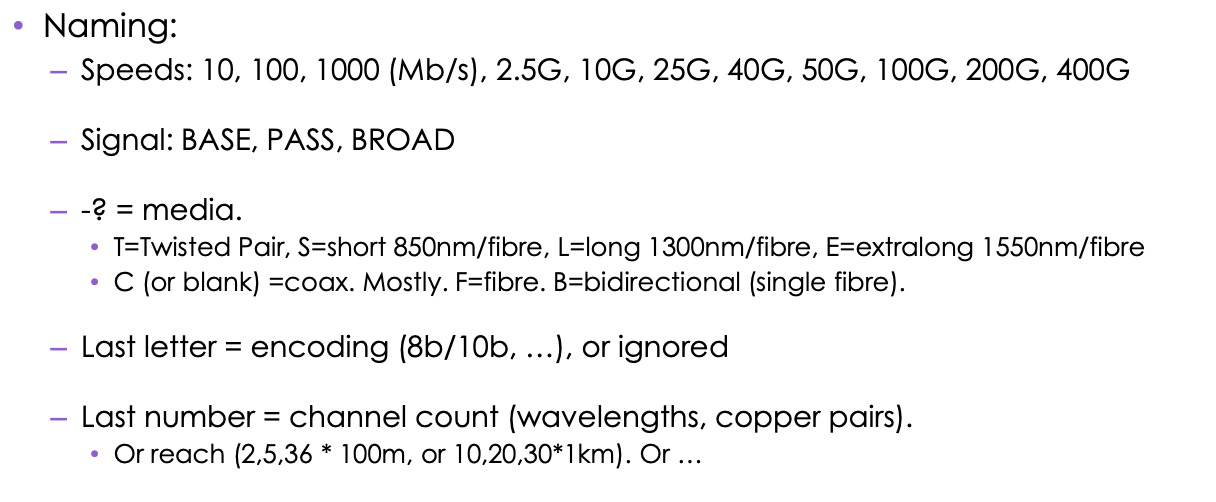 • Naming:
– Speeds: 10, 100, 1000 (Mb/s), 2.5G, 10G, 25G, 40G, 50G, 100G, 200G, 400G
– Signal: BASE, PASS, BROAD
– -? = media.
• T=Twisted Pair, S=short 850nm/fibre, L=long 1300nm/fibre, E=extralong 1550nm/fibre
• C (or blank) =coax. Mostly. F=fibre. B=bidirectional (single fibre).
– Last letter = encoding (8b/10b, …), or ignored
– Last number = channel count (wavelengths, copper pairs).
• Or reach (2,5,36 * 100m, or 10,20,30*1km). Or …